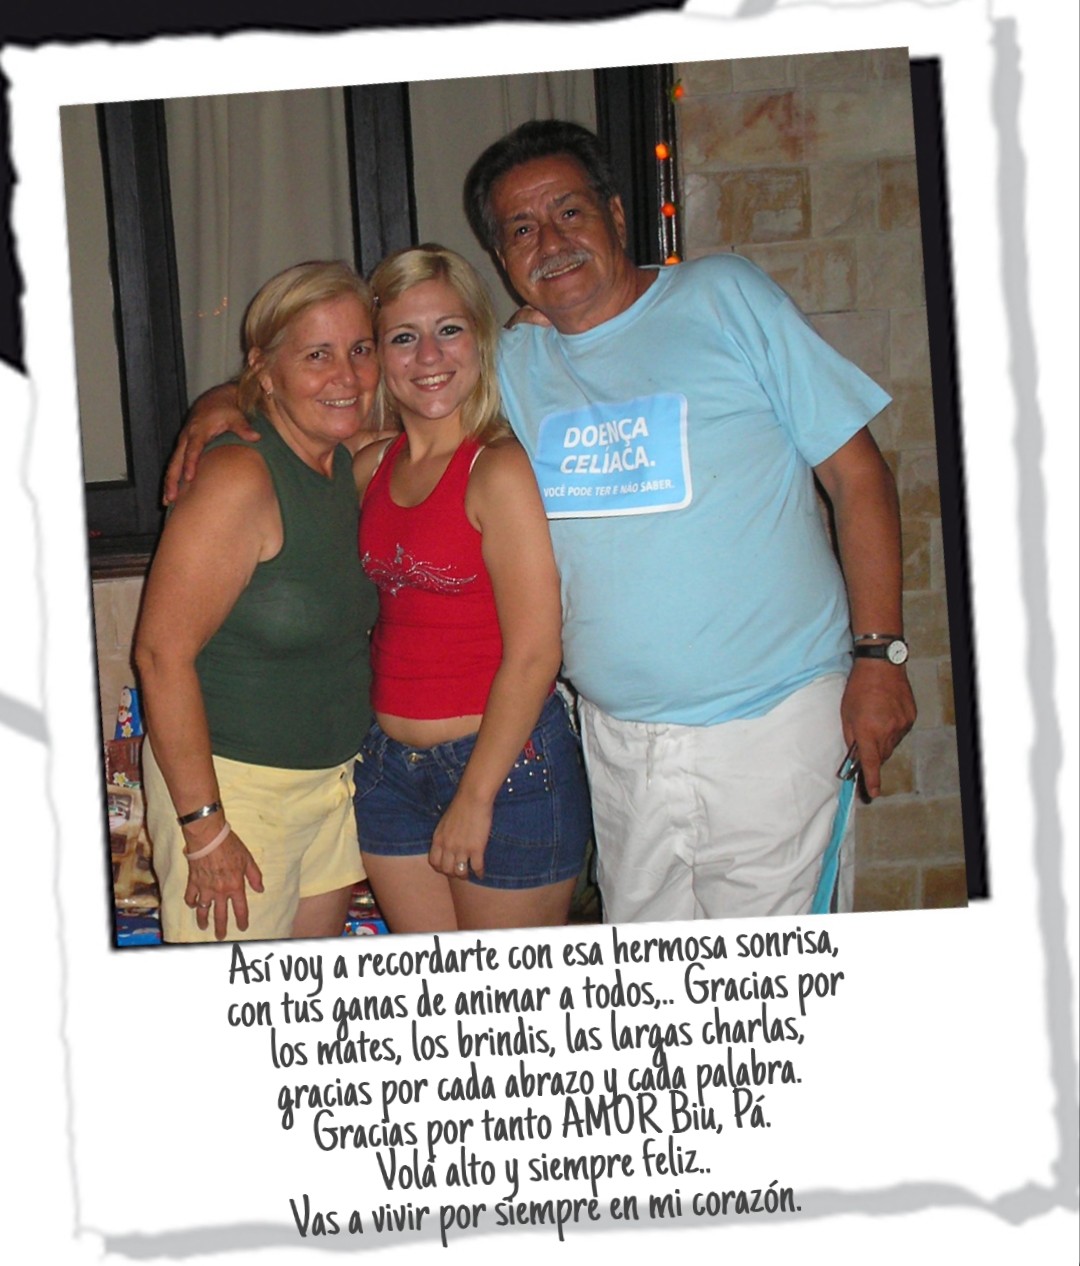 DOENÇA
CELÍACA.
VOCÊ PODE TER E NÃO SABER.
Así voy a recordarte con esa hermosa sonrisa,
con tus ganas de animar a todos,.. Gracias por
los mates, los brindis, las largas charlas,
gracias por cada abrazo y cada palabra.
Gracias por tanto AMOR Biu, Pá.
Volá alto y siempre feliz..
Vas a vivir por siempre en mi corazón.